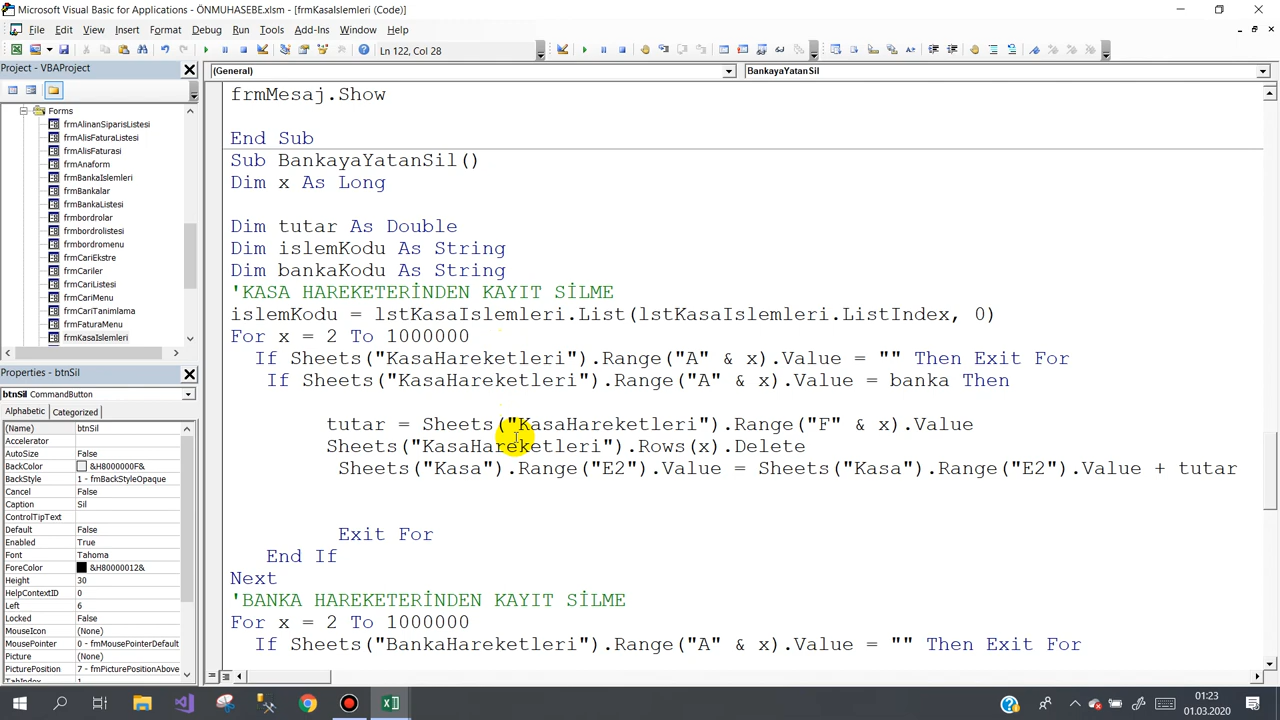 Microsoft Visual Basic for Applications - ÖNMUHASEBE.xlsm - [frmKasaIslemleri (Code)]
File Edit View Insert Format Debug Run Tools Add-Ins Window Help
Ln 122, Col 28
Project - VBAProject
Forms
frmAlinanSiparisListesi
frmAlisFaturaListesi
frmAlisFaturasi
frmAnaform
frmBankaIslemleri
frmBankalar
frmBankaListesi
frmbordrolar
frmbordrolistesi
frmbordromenu
frmCariEkstre
frmCariler
frmCariListesi
frmCariMenu
frmCariTanimlama
frmFaturaMenu
frmKasaIslemleri
Properties - btnSil
btnSil CommandButton
Alphabetic Categorized
(Name) btnSil
Accelerator
AutoSize False
BackColor &H8000000F&
BackStyle 1 - fmBackStyleOpaque
Cancel False
Caption Sil
ControlTipText
Default False
Enabled True
Font Tahoma
ForeColor &H80000012&
Height 30
HelpContextID 0
Left 6
Locked False
MouseIcon (None)
MousePointer 0 - fmMousePointerDefault
Picture (None)
PicturePosition 7 - fmPicturePositionAbove
TabIndex 1
(General) BankayaYatanSil
frmMesaj.Show
End Sub
Sub BankayaYatanSil()
Dim x As Long
Dim tutar As Double
Dim islemKodu As String
Dim bankaKodu As String
'KASA HAREKETERİNDEN KAYIT SİLME
islemKodu = lstKasaIslemleri.List(lstKasaIslemleri.ListIndex, 0)
For x = 2 To 1000000
If Sheets("KasaHareketleri").Range("A" & x).Value = "" Then Exit For
If Sheets("KasaHareketleri").Range("A" & x).Value = banka Then
tutar = Sheets("KasaHareketleri").Range("F" & x).Value
Sheets("KasaHareketleri").Rows(x).Delete
Sheets("Kasa").Range("E2").Value = Sheets("Kasa").Range("E2").Value + tutar
Exit For
End If
Next
'BANKA HAREKETERİNDEN KAYIT SİLME
For x = 2 To 1000000
If Sheets("BankaHareketleri").Range("A" & x).Value = "" Then Exit For
01:23
01.03.2020